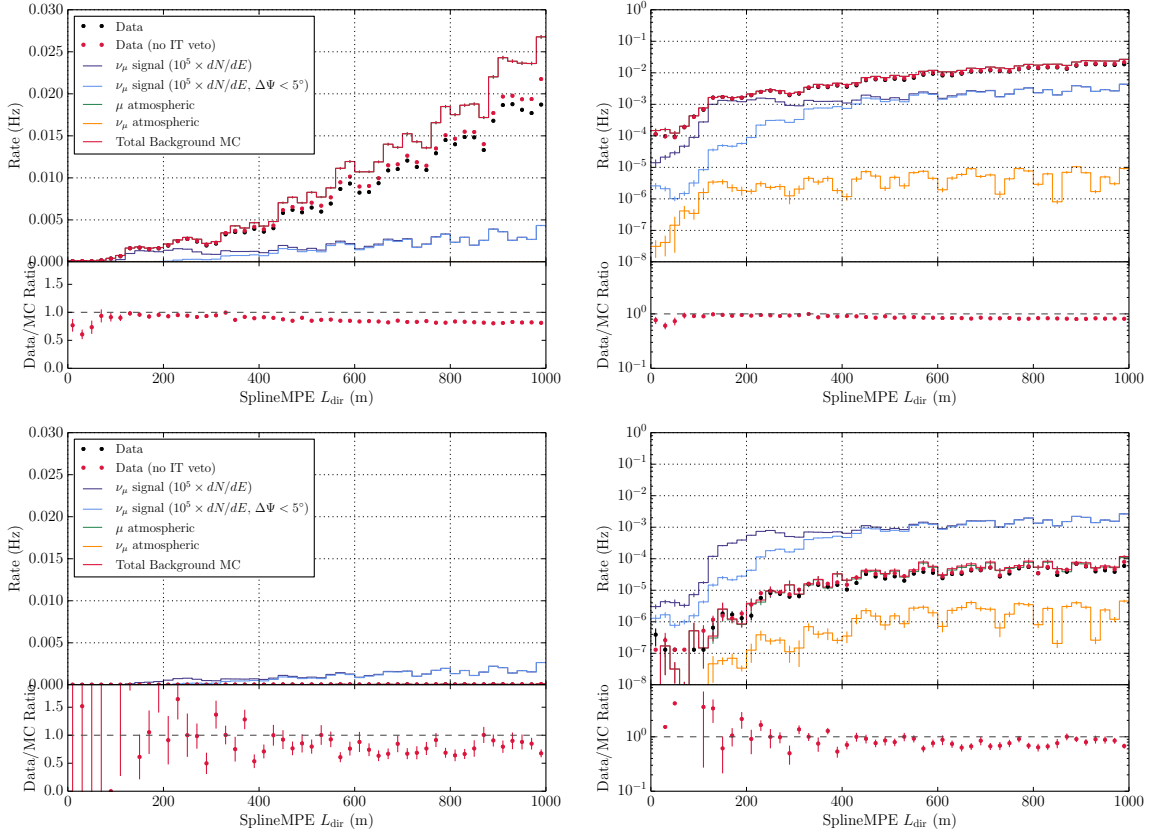 0.030
0.025
0.020
0.015
0.010
0.005
0.000
Rate (Hz)
Data
Data (no IT veto)
νμ signal (10⁵ × dN/dE)
νμ signal (10⁵ × dN/dE, ΔΨ < 5°)
μ atmospheric
νμ atmospheric
Total Background MC
1.5
1.0
0.5
0.0
Data/MC Ratio
0 200 400 600 800 1000
SplineMPE Ldir (m)
10⁰
10⁻¹
10⁻²
10⁻³
10⁻⁴
10⁻⁵
10⁻⁶
10⁻⁷
10⁻⁸
Rate (Hz)
10⁰
10⁻¹
Data/MC Ratio
0 200 400 600 800 1000
SplineMPE Ldir (m)
0.030
0.025
0.020
0.015
0.010
0.005
0.000
Rate (Hz)
Data
Data (no IT veto)
νμ signal (10⁵ × dN/dE)
νμ signal (10⁵ × dN/dE, ΔΨ < 5°)
μ atmospheric
νμ atmospheric
Total Background MC
1.5
1.0
0.5
0.0
Data/MC Ratio
0 200 400 600 800 1000
SplineMPE Ldir (m)
10⁰
10⁻¹
10⁻²
10⁻³
10⁻⁴
10⁻⁵
10⁻⁶
10⁻⁷
10⁻⁸
Rate (Hz)
10⁰
10⁻¹
Data/MC Ratio
0 200 400 600 800 1000
SplineMPE Ldir (m)